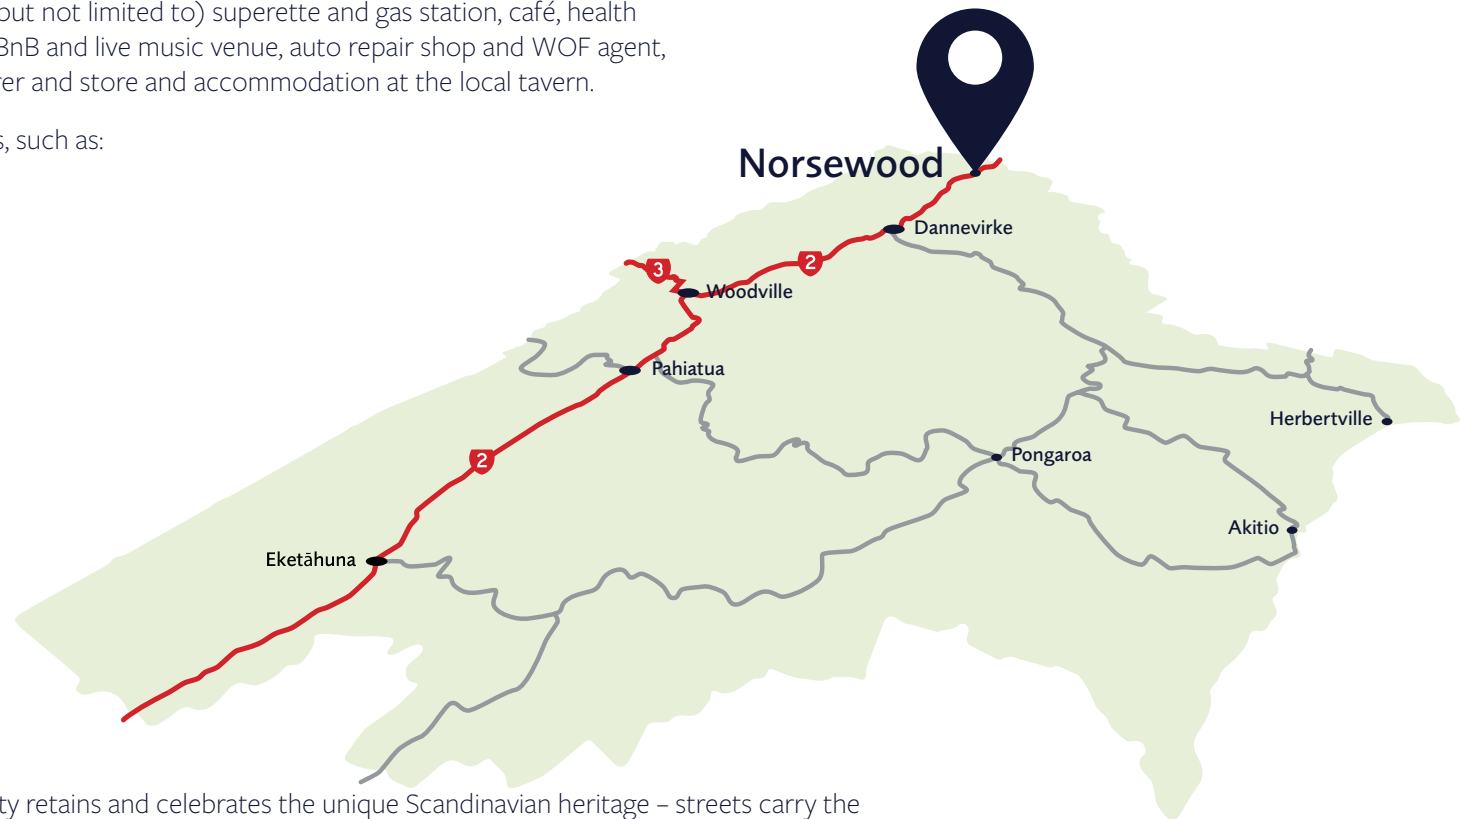 but not limited to) superette and gas station, café, health
BnB and live music venue, auto repair shop and WOF agent,
er and store and accommodation at the local tavern.
s, such as:
Norsewood
Dannevirke
3
2
Woodville
Pahiatua
Herbertville
2
Pongaroa
Akitio
Eketāhuna
ty retains and celebrates the unique Scandinavian heritage – streets carry the